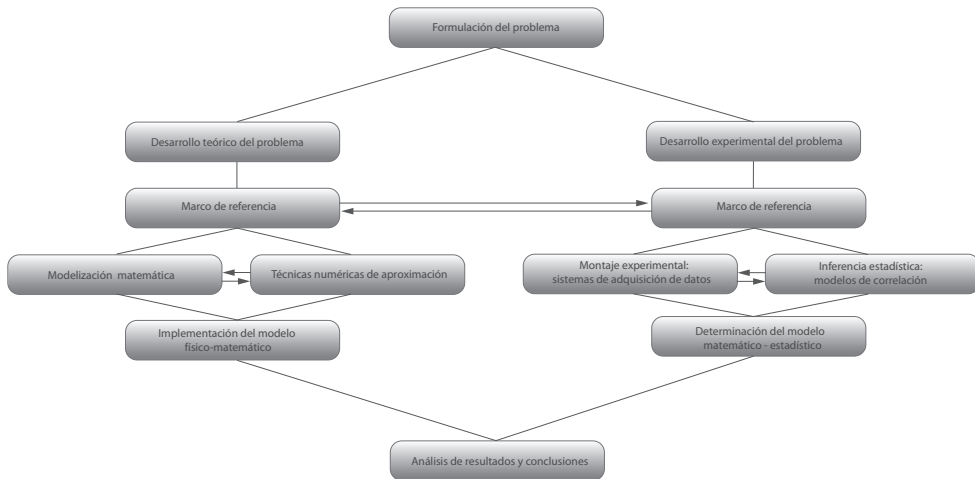 Formulación del problema
Desarrollo teórico del problema
Desarrollo experimental del problema
Marco de referencia
Marco de referencia
Modelización matemática
Técnicas numéricas de aproximación
Montaje experimental:
sistemas de adquisición de datos
Inferencia estadística:
modelos de correlación
Implementación del modelo
físico-matemático
Determinación del modelo
matemático - estadístico
Análisis de resultados y conclusiones